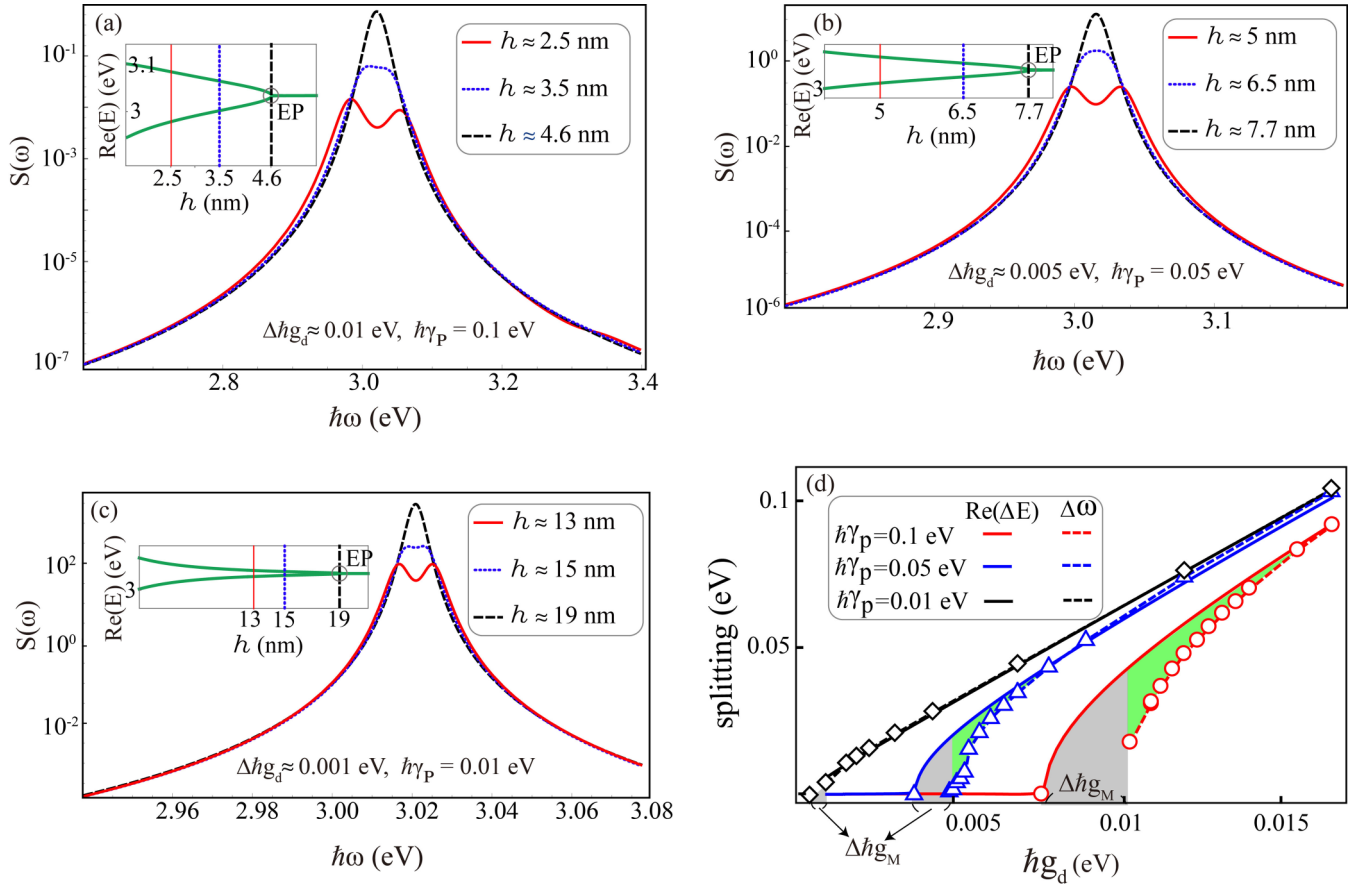 (a)
10⁻¹
10⁻³
10⁻⁵
10⁻⁷
S(ω)
2.8
3.0
3.2
3.4
ħω (eV)
h ≈ 2.5 nm
h ≈ 3.5 nm
h ≈ 4.6 nm
Re(E) (eV)
3.1
3
EP
2.5 3.5 4.6
h (nm)
Δħg_d ≈ 0.01 eV, ħγ_P = 0.1 eV
(b)
10⁰
10⁻²
10⁻⁴
10⁻⁶
S(ω)
2.9
3.0
3.1
ħω (eV)
h ≈ 5 nm
h ≈ 6.5 nm
h ≈ 7.7 nm
Re(E) (eV)
3
EP
5 6.5 7.7
h (nm)
Δħg_d ≈ 0.005 eV, ħγ_P = 0.05 eV
(c)
10²
10⁰
10⁻²
S(ω)
2.96 2.98 3.00 3.02 3.04 3.06 3.08
ħω (eV)
h ≈ 13 nm
h ≈ 15 nm
h ≈ 19 nm
Re(E) (eV)
3
EP
13 15 19
h (nm)
Δħg_d ≈ 0.001 eV, ħγ_P = 0.01 eV
(d)
0.1
0.05
0
splitting (eV)
Re(ΔE) Δω
ħγ_p=0.1 eV
ħγ_p=0.05 eV
ħγ_p=0.01 eV
Δħg_M
Δħg_M
0.005 0.01 0.015
ħg_d (eV)